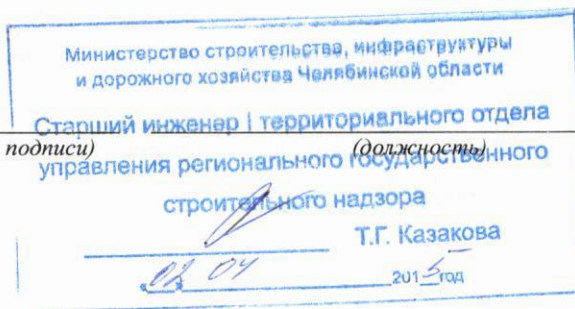 Министерство строительства, инфраструктуры
и дорожного хозяйства Челябинской области
Старший инженер I территориального отдела
подписи) (должность)
управления регионального государственного
строительного надзора
Т.Г. Казакова
«02» 04 2015 год